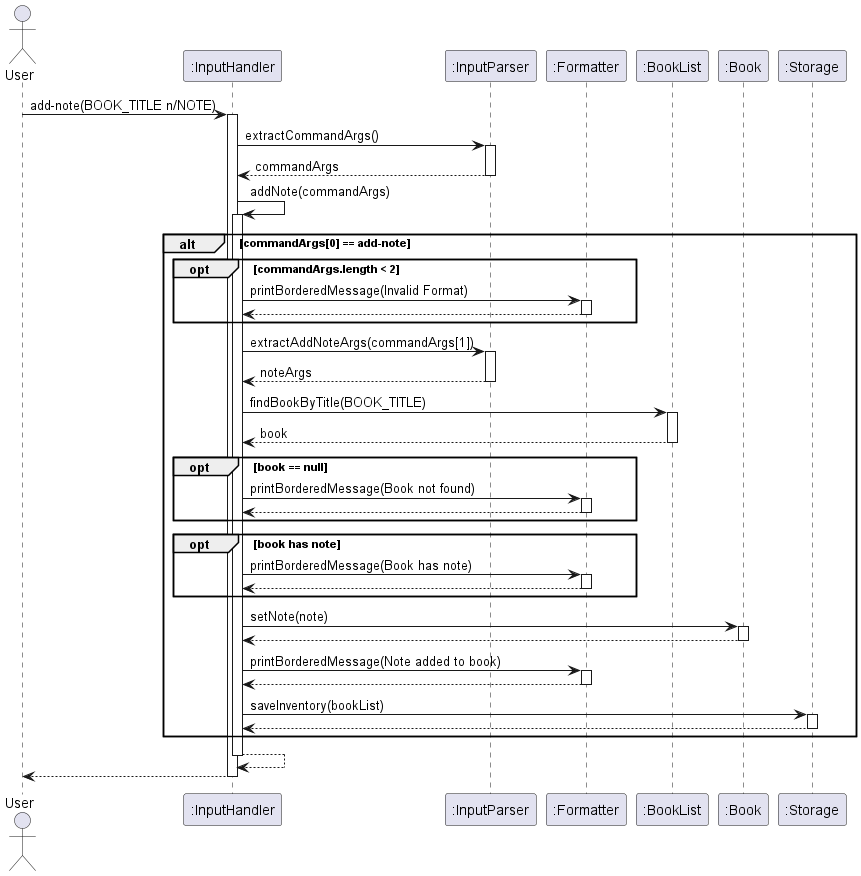 User
:InputHandler
:InputParser
:Formatter
:BookList
:Book
:Storage
add-note(BOOK_TITLE n/NOTE)
extractCommandArgs()
commandArgs
addNote(commandArgs)
alt
[commandArgs[0] == add-note]
opt
[commandArgs.length < 2]
printBorderedMessage(Invalid Format)
extractAddNoteArgs(commandArgs[1])
noteArgs
findBookByTitle(BOOK_TITLE)
book
opt
[book == null]
printBorderedMessage(Book not found)
opt
[book has note]
printBorderedMessage(Book has note)
setNote(note)
printBorderedMessage(Note added to book)
saveInventory(bookList)
User
:InputHandler
:InputParser
:Formatter
:BookList
:Book
:Storage